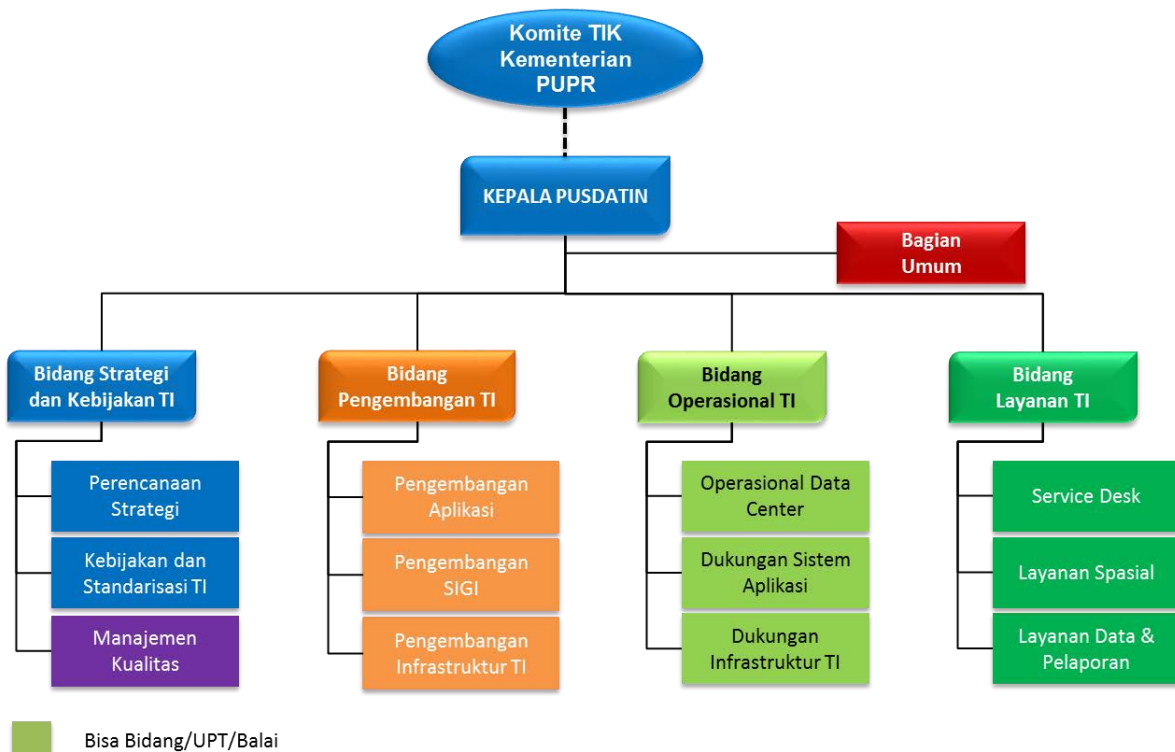 Komite TIK
Kementerian
PUPR
KEPALA PUSDATIN
Bagian
Umum
Bidang Strategi
dan Kebijakan TI
Bidang
Pengembangan TI
Bidang
Operasional TI
Bidang
Layanan TI
Perencanaan
Strategi
Pengembangan
Aplikasi
Operasional Data
Center
Service Desk
Kebijakan dan
Standarisasi TI
Pengembangan
SIGI
Dukungan Sistem
Aplikasi
Layanan Spasial
Manajemen
Kualitas
Pengembangan
Infrastruktur TI
Dukungan
Infrastruktur TI
Layanan Data &
Pelaporan
Bisa Bidang/UPT/Balai